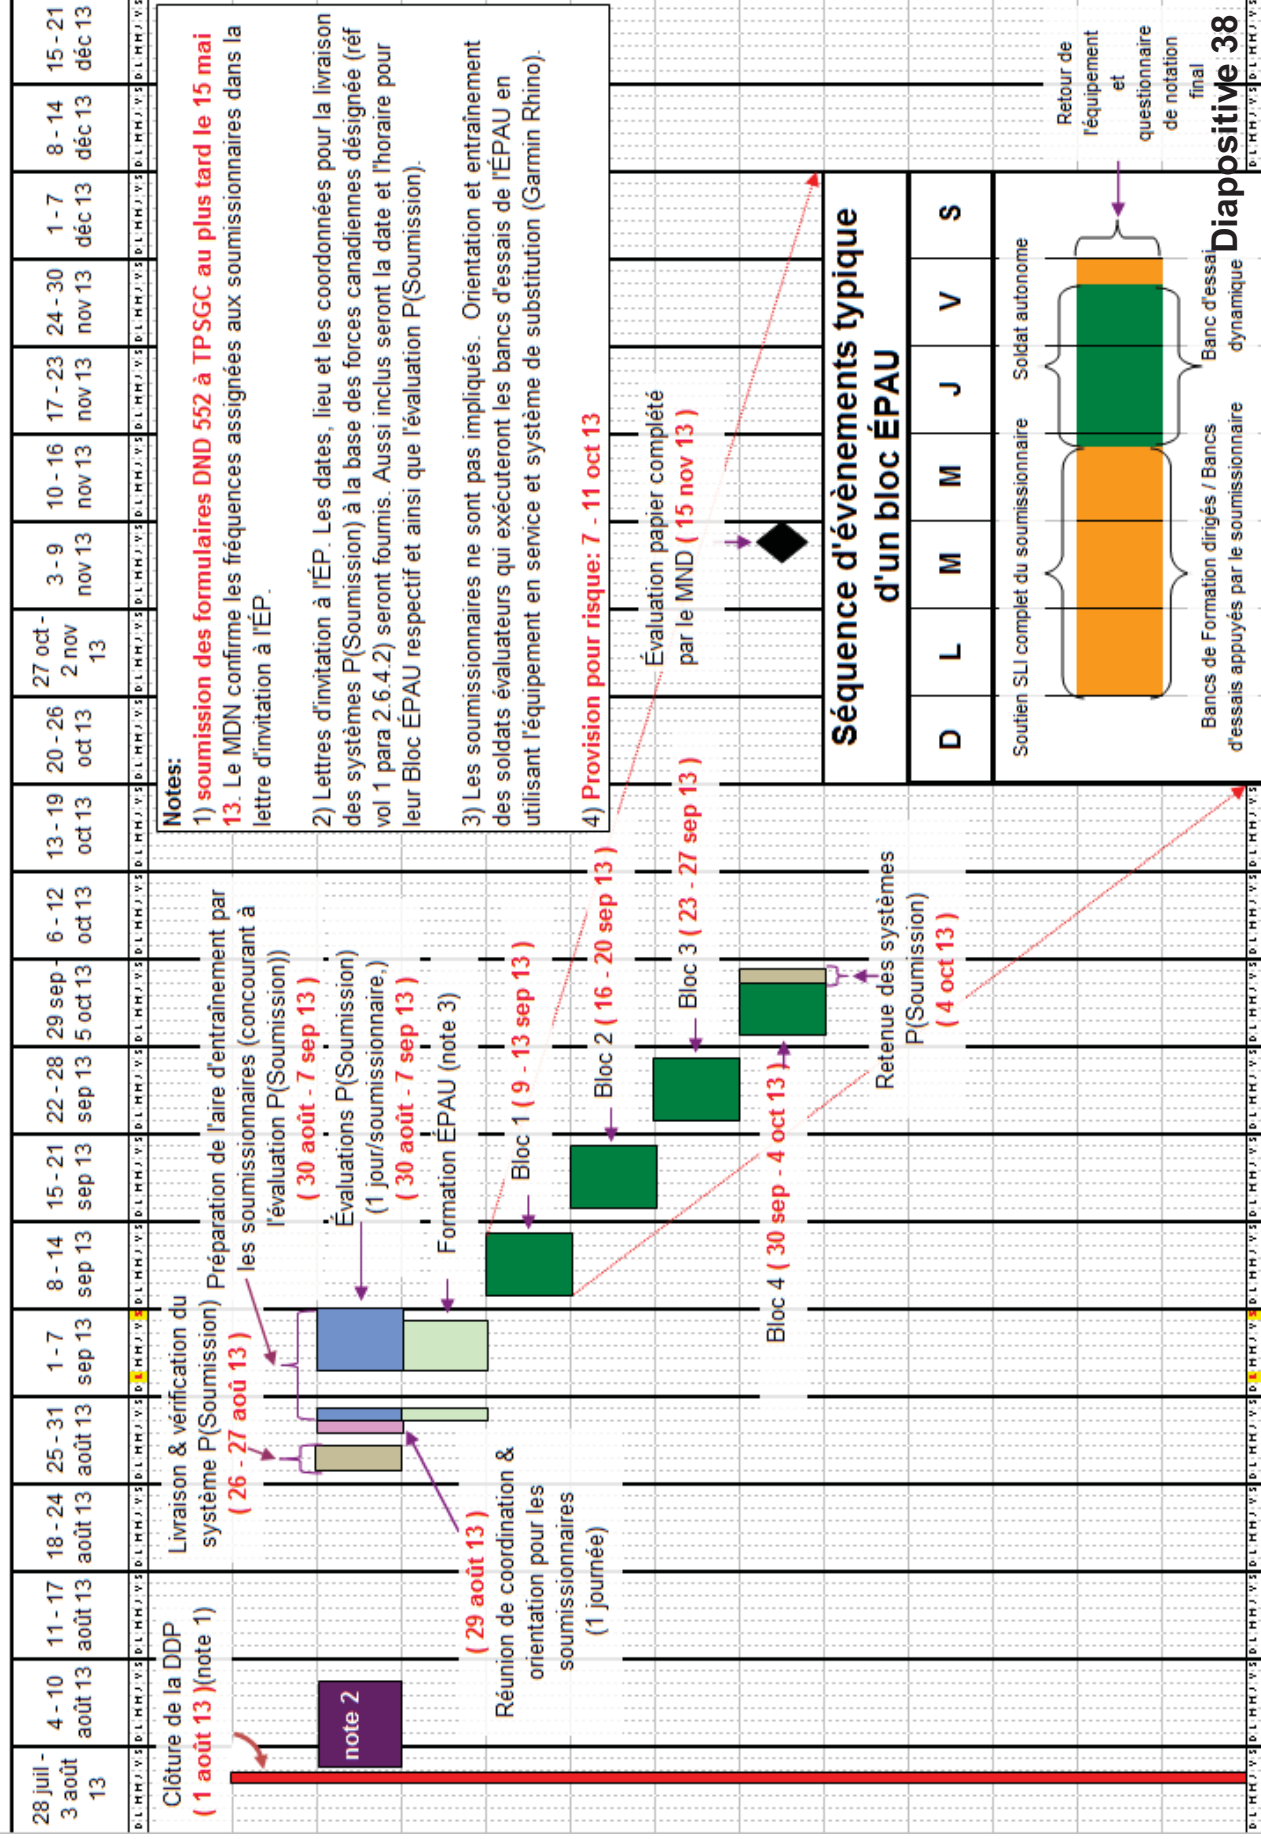 28 juil -
3 août
13
4 - 10
août 13
11 - 17
août 13
18 - 24
août 13
25 - 31
août 13
1 - 7
sep 13
8 - 14
sep 13
15 - 21
sep 13
22 - 28
sep 13
29 sep -
5 oct 13
6 - 12
oct 13
13 - 19
oct 13
20 - 26
oct 13
27 oct -
2 nov
13
3 - 9
nov 13
10 - 16
nov 13
17 - 23
nov 13
24 - 30
nov 13
1 - 7
déc 13
8 - 14
déc 13
15 - 21
déc 13
Clôture de la DDP
( 1 août 13 )(note 1)
note 2
Livraison & vérification du
système P(Soumission)
( 26 - 27 aoû 13 )
( 29 août 13 )
Réunion de coordination &
orientation pour les
soumissionnaires
(1 journée)
Préparation de l'aire d'entraînement par
les soumissionnaires (concourant à
l'évaluation P(Soumission))
( 30 août - 7 sep 13 )
Évaluations P(Soumission)
(1 jour/soumissionnaire,)
( 30 août - 7 sep 13 )
Formation ÉPAU (note 3)
Bloc 1 ( 9 - 13 sep 13 )
Bloc 2 ( 16 - 20 sep 13 )
Bloc 3 ( 23 - 27 sep 13 )
Bloc 4 ( 30 sep - 4 oct 13 )
Retenue des systèmes
P(Soumission)
( 4 oct 13 )
Notes:
1) soumission des formulaires DND 552 à TPSGC au plus tard le 15 mai
13. Le MDN confirme les fréquences assignées aux soumissionnaires dans la
lettre d'invitation à l'ÉP.
2) Lettres d'invitation à l'ÉP. Les dates, lieu et les coordonnées pour la livraison
des systèmes P(Soumission) à la base des forces canadiennes désignée (réf
vol 1 para 2.6.4.2) seront fournis. Aussi inclus seront la date et l'horaire pour
leur Bloc ÉPAU respectif et ainsi que l'évaluation P(Soumission).
3) Les soumissionnaires ne sont pas impliqués. Orientation et entraînement
des soldats évaluateurs qui exécuteront les bancs d'essais de l'ÉPAU en
utilisant l'équipement en service et système de substitution (Garmin Rhino).
4) Provision pour risque: 7 - 11 oct 13
Évaluation papier complété
par le MND ( 15 nov 13 )
Séquence d'évènements typique
d'un bloc ÉPAU
D L M M J V S
Soutien SLI complet du soumissionnaire
Soldat autonome
Bancs de Formation dirigés / Bancs
d'essais appuyés par le soumissionnaire
Banc d'essai
dynamique
Retour de
l'équipement
et
questionnaire
de notation
final
Diapositive 38